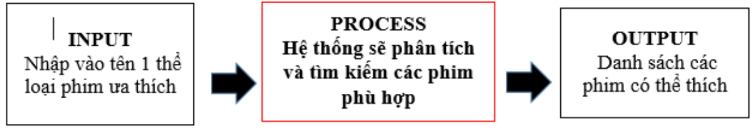 INPUT
Nhập vào tên 1 thể
loại phim ưa thích
PROCESS
Hệ thống sẽ phân tích
và tìm kiếm các phim
phù hợp
OUTPUT
Danh sách các
phim có thể thích